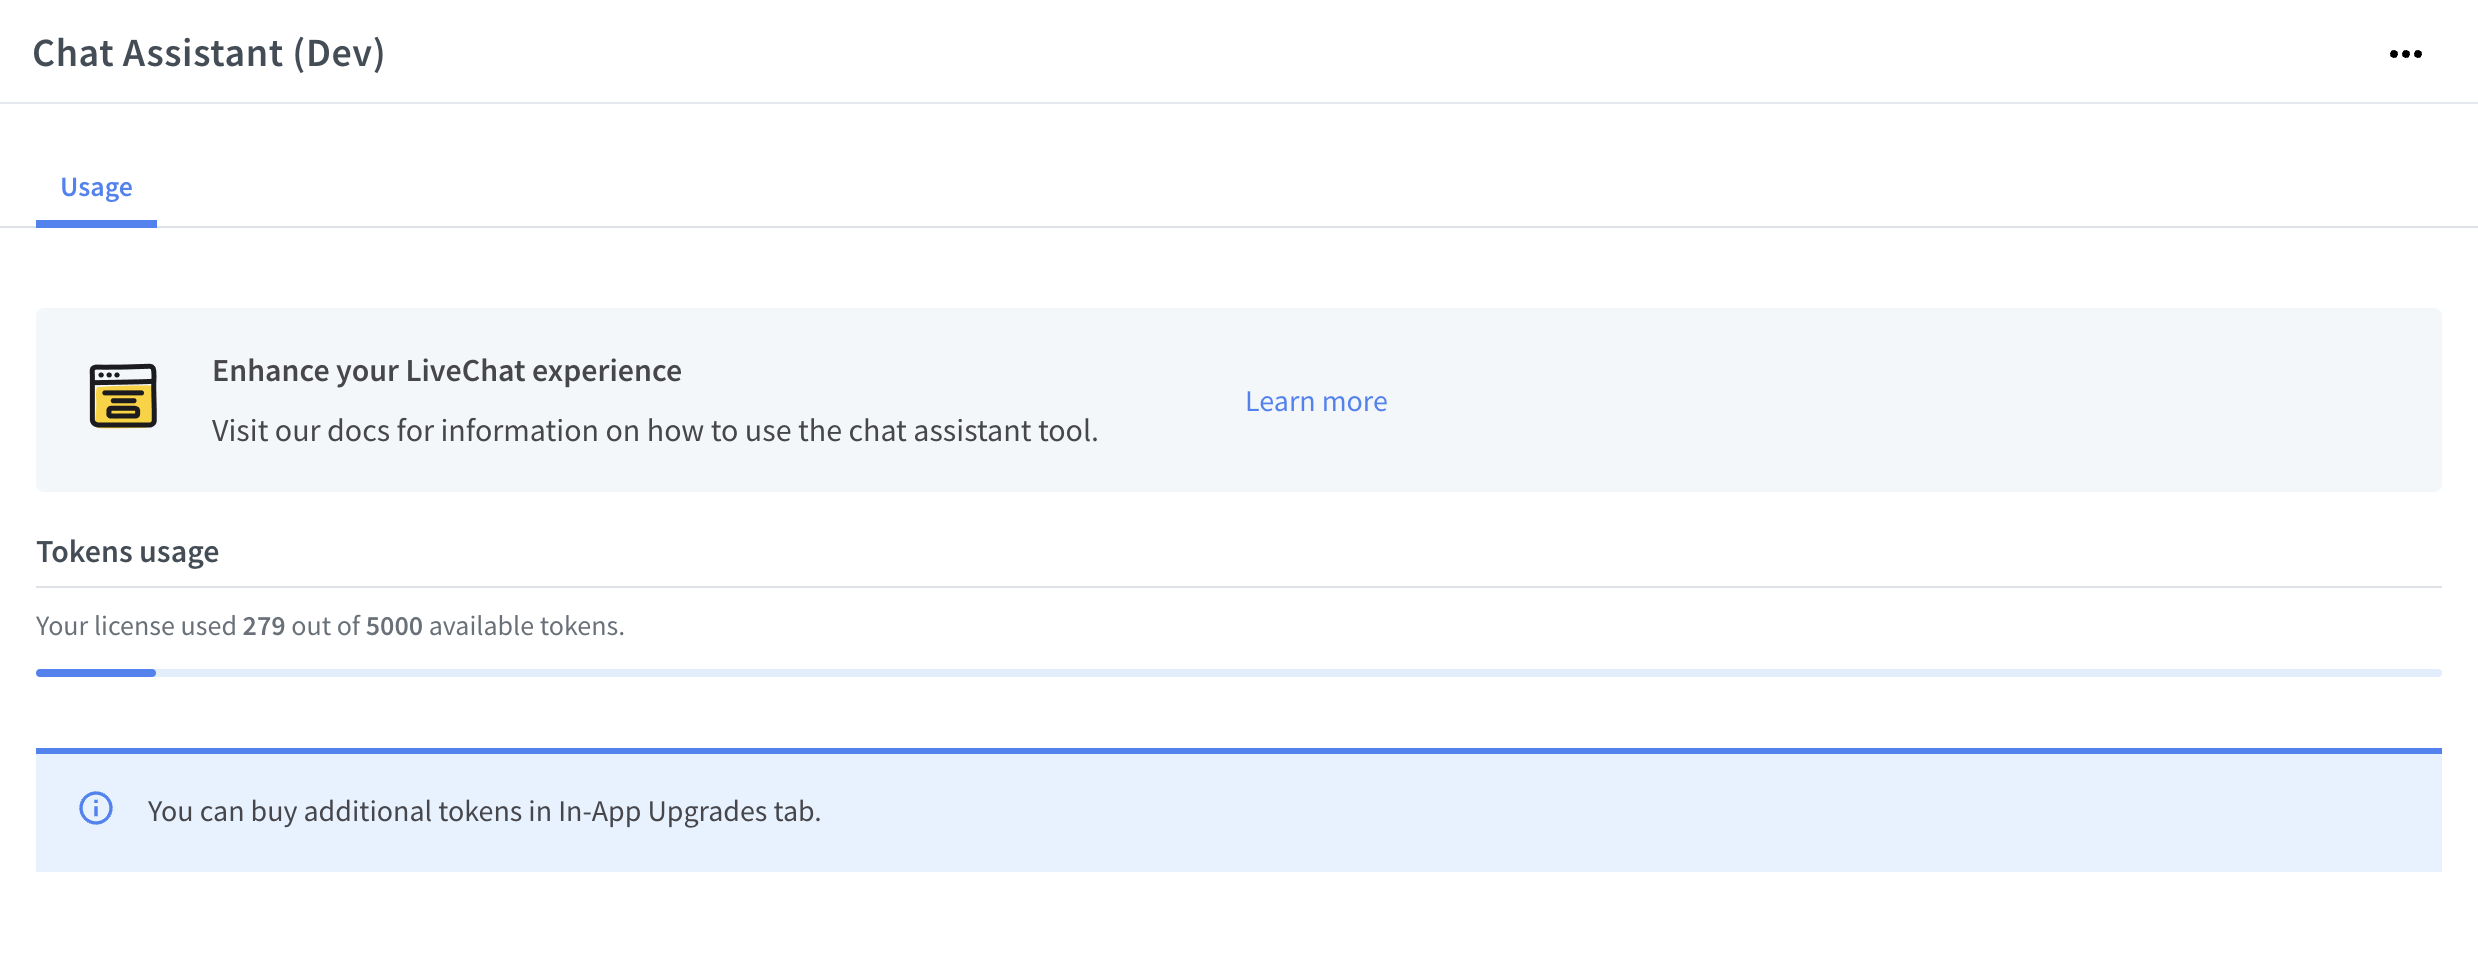 Chat Assistant (Dev)
Usage
Enhance your LiveChat experience
Visit our docs for information on how to use the chat assistant tool.
Learn more
Tokens usage
Your license used 279 out of 5000 available tokens.
You can buy additional tokens in In-App Upgrades tab.